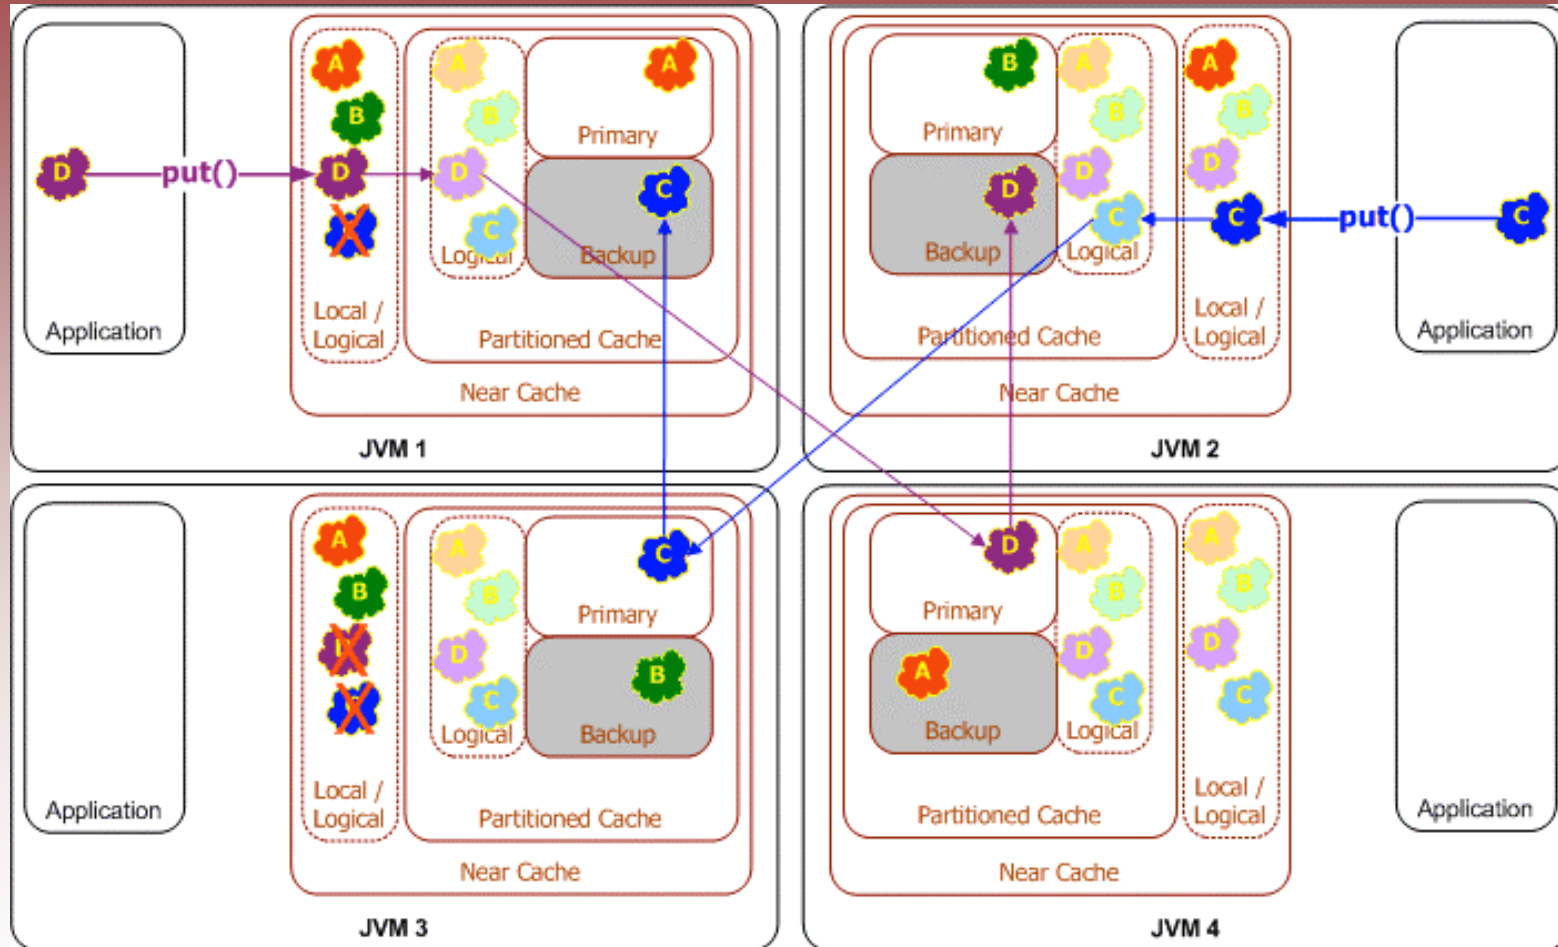 A
A
A
B
A
A
B
B
B
B
Primary
Primary
D
put()
D
D
C
D
D
D
C
C
C
C
put()
C
Logical
Backup
Backup
Logical
Application
Local /
Logical
Partitioned Cache
Partitioned Cache
Local /
Logical
Application
Near Cache
Near Cache
JVM 1
JVM 2
A
A
C
D
A
A
B
B
B
B
Primary
Primary
D
B
A
D
D
C
C
C
Logical
Backup
Backup
Logical
Application
Local /
Logical
Partitioned Cache
Partitioned Cache
Local /
Logical
Application
Near Cache
Near Cache
JVM 3
JVM 4